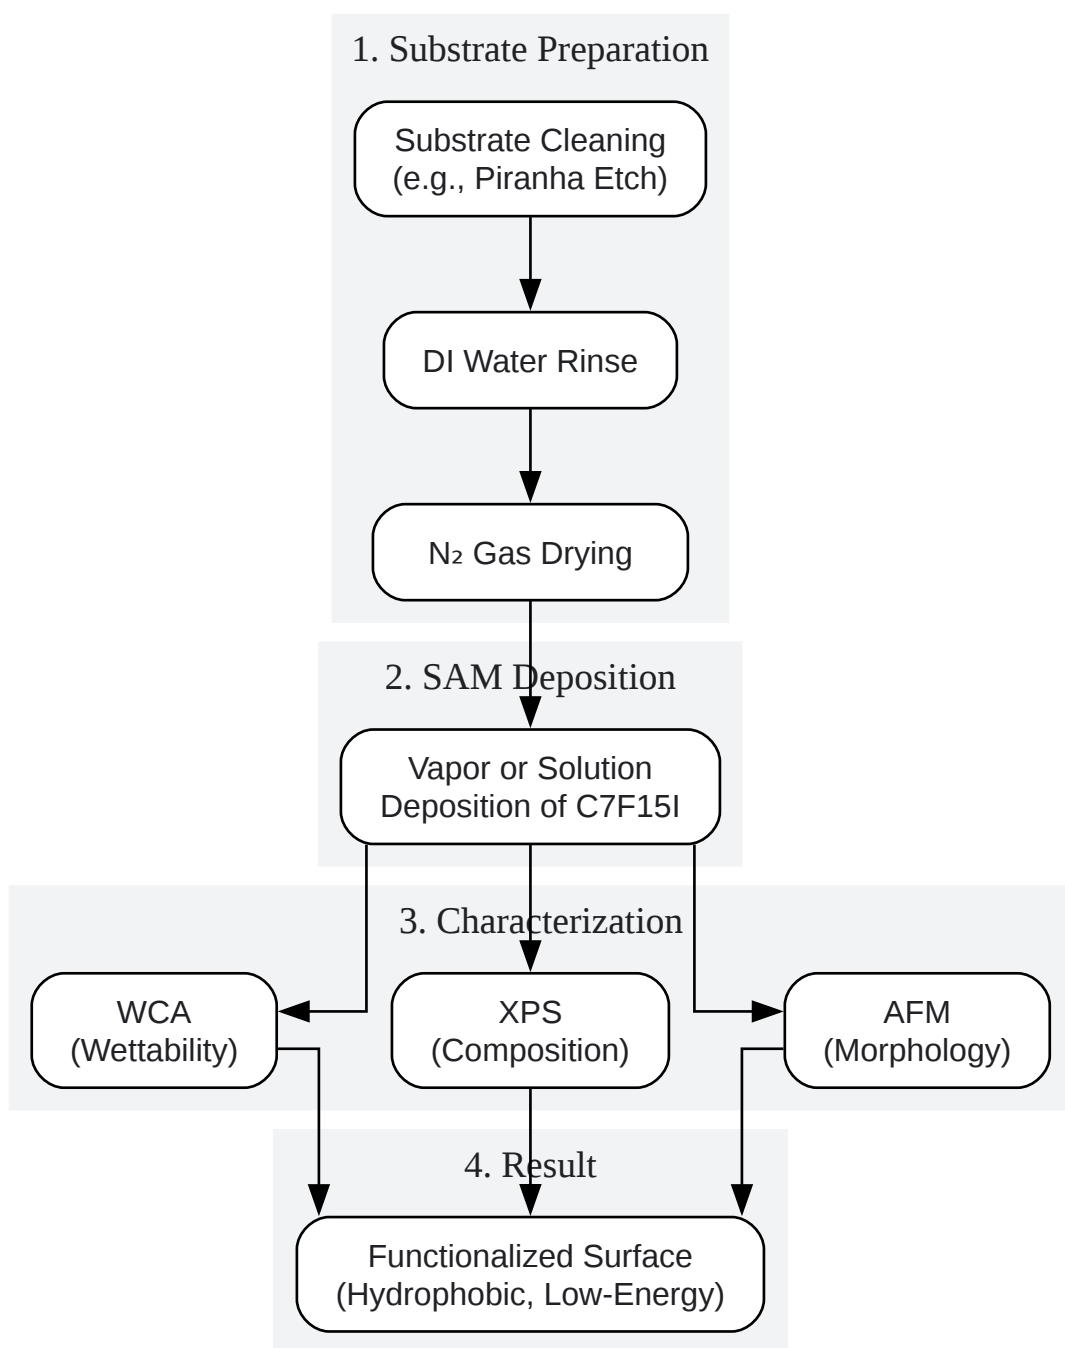 1. Substrate Preparation
Substrate Cleaning
(e.g., Piranha Etch)
DI Water Rinse
N₂ Gas Drying
2. SAM Deposition
Vapor or Solution
Deposition of C7F15I
3. Characterization
WCA
(Wettability)
XPS
(Composition)
AFM
(Morphology)
4. Result
Functionalized Surface
(Hydrophobic, Low-Energy)